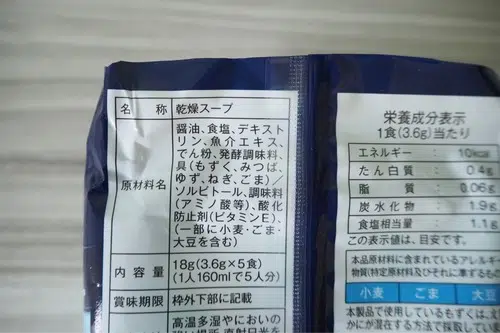 名 称 乾燥スープ
原材料名
醤油、食塩、デキスト
リン、魚介エキス、
でん粉、発酵調味料、
具(もずく、みつば、
ゆず、ねぎ、ごま)/
ソルビトール、調味料
(アミノ酸等)、酸化
防止剤(ビタミンE)、
(一部に小麦・ごま・
大豆を含む)
内容量 18g(3.6g×5食)
(1人160mlで5人分)
賞味期限 枠外下部に記載
高温多湿やにおいの
栄養成分表示
1食(3.6g)当たり
エネルギー 10kcal
たん白質 0.4g
脂質 0.06g
炭水化物 1.9g
食塩相当量 1.1g
この表示値は、目安です。
本品原材料に含まれているアレルギー
物質(特定原材料及びそれに準ずるも
小麦 ごま 大豆
本製品で使用しているもずくは、
かにが混在する方法で採取して